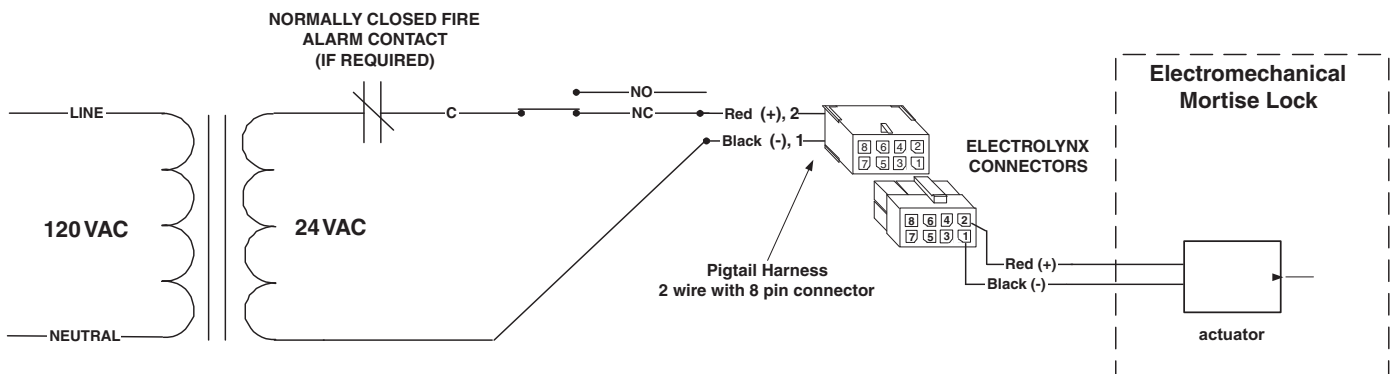 NORMALLY CLOSED FIRE
ALARM CONTACT
(IF REQUIRED)
LINE
C
NO
NC
Red (+), 2
Black (-), 1
8 6 4 2
7 5 3 1
ELECTROLYNX
CONNECTORS
Electromechanical
Mortise Lock
120 VAC
24 VAC
8 6 4 2
7 5 3 1
Pigtail Harness
2 wire with 8 pin connector
Red (+)
Black (-)
NEUTRAL
actuator